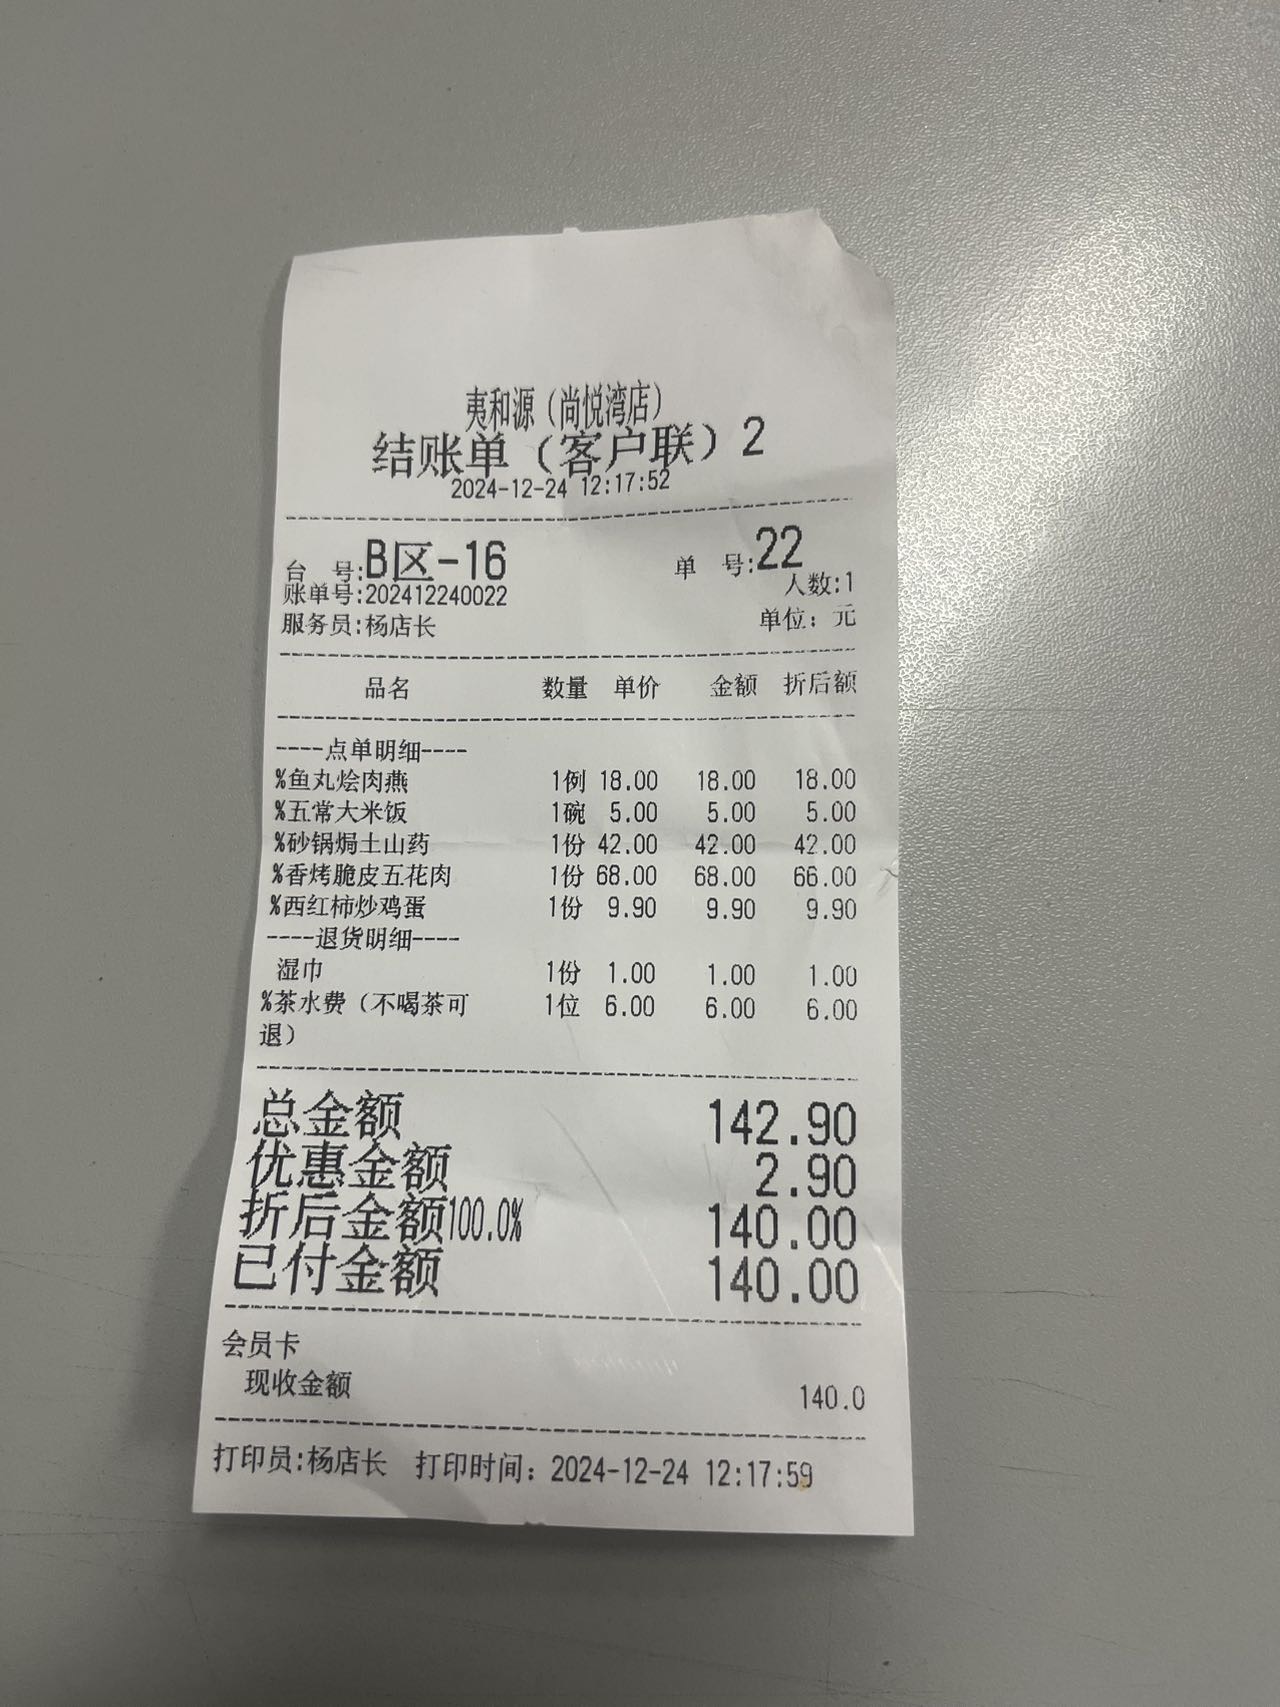 夷和源（尚悦湾店）
结账单（客户联）2
2024-12-24 12:17:52
台 号:B区-16 单 号:22
账单号:202412240022 人数:1
服务员:杨店长 单位：元
品名 数量 单价 金额 折后额
----点单明细----
%鱼丸烩肉燕 1例 18.00 18.00 18.00
%五常大米饭 1碗 5.00 5.00 5.00
%砂锅焗土山药 1份 42.00 42.00 42.00
%香烤脆皮五花肉 1份 68.00 68.00 66.00
%西红柿炒鸡蛋 1份 9.90 9.90 9.90
----退货明细----
湿巾 1份 1.00 1.00 1.00
%茶水费（不喝茶可 1位 6.00 6.00 6.00
退）
总金额 142.90
优惠金额 2.90
折后金额100.0% 140.00
已付金额 140.00
会员卡
现收金额 140.0
打印员:杨店长 打印时间：2024-12-24 12:17:59